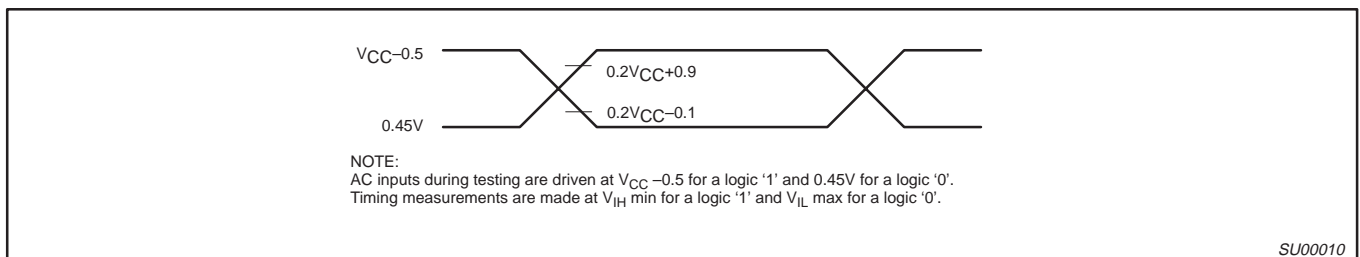 VCC–0.5
0.2VCC+0.9
0.2VCC–0.1
0.45V
NOTE:
AC inputs during testing are driven at VCC –0.5 for a logic ‘1’ and 0.45V for a logic ‘0’.
Timing measurements are made at VIH min for a logic ‘1’ and VIL max for a logic ‘0’.
SU00010